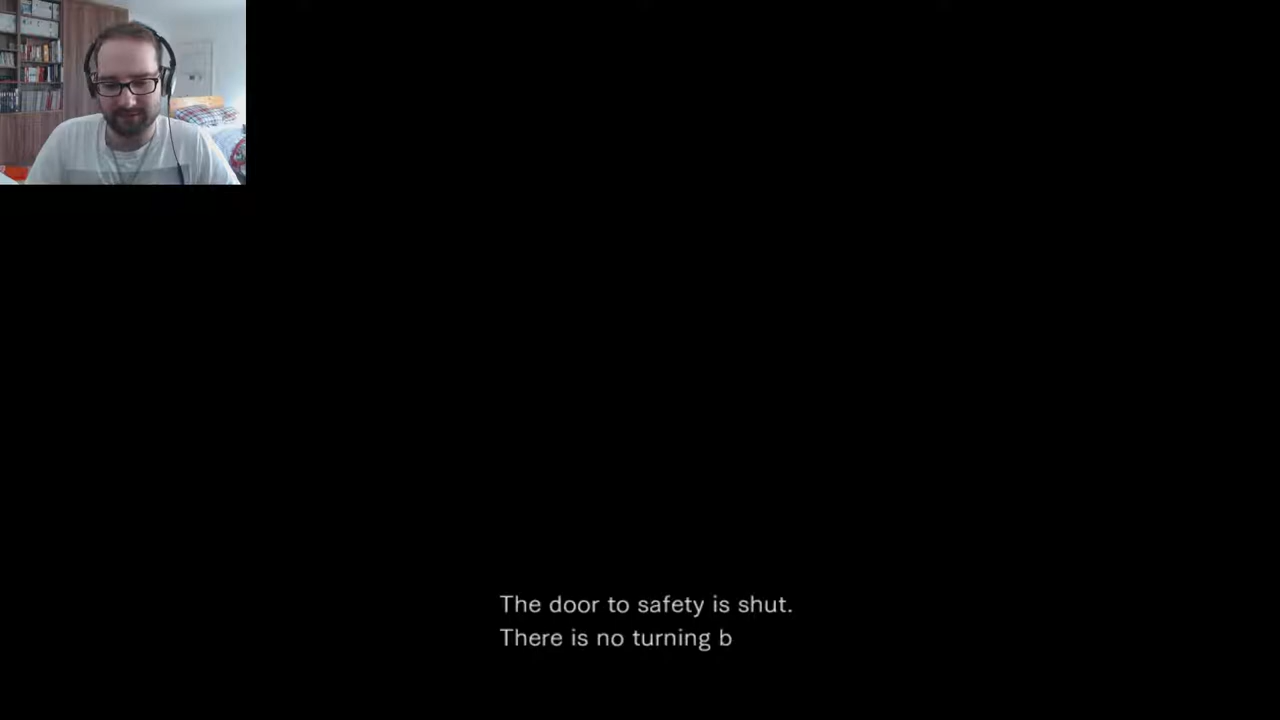 The door to safety is shut.
There is no turning b